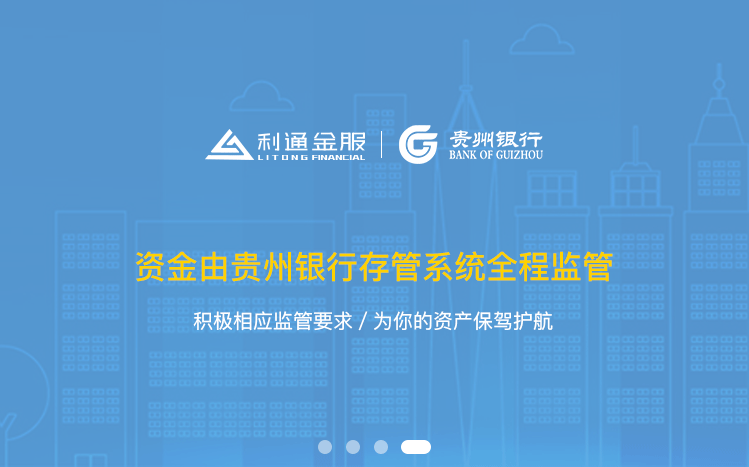 利通金服
LITONG FINANCIAL
贵州银行
BANK OF GUIZHOU
资金由贵州银行存管系统全程监管
积极相应监管要求 / 为你的资产保驾护航